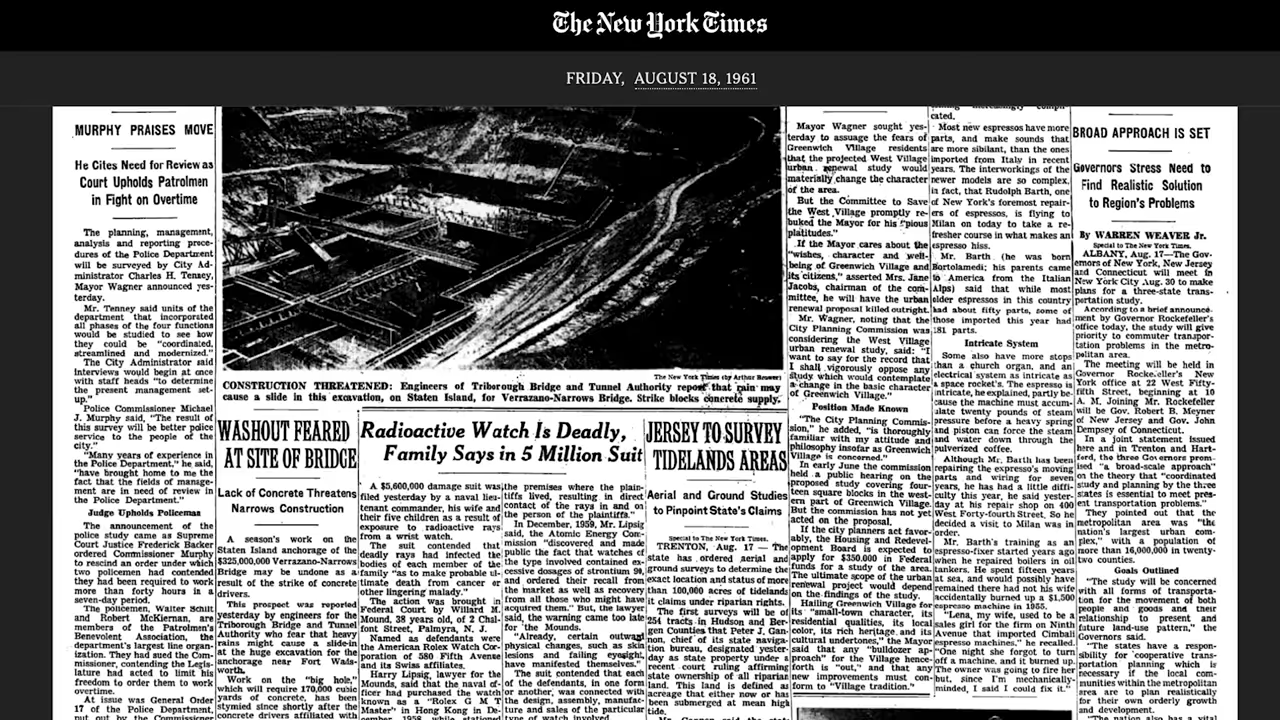 The New York Times
FRIDAY, AUGUST 18, 1961
MURPHY PRAISES MOVE
He Cites Need for Review as
Court Upholds Patrolmen
in Fight on Overtime
The planning, management,
analysis and reporting proce-
dures of the Police Department
will be surveyed by City Ad-
ministrator Charles H. Tenney,
Mayor Wagner announced yes-
terday.
Mr. Tenney said units of the
department that incorporated
all phases of the four functions
would be studied to see how
they could be "coordinated,
streamlined and modernized."
The City Administrator said
interviews would begin at once
with staff heads "to determine
the present management set-
up."
Police Commissioner Michael
J. Murphy said, "The result of
this survey will be better police
service to the people of the
city."
"Many years of experience in
the Police Department," he said,
"have brought home to me the
fact that the fields of manage-
ment are in need of review in
the Police Department."
Judge Upholds Policemen
The announcement of the
police study came as Supreme
Court Justice Frederick Backer
ordered Commissioner Murphy
to rescind an order under which
two policemen had contended
they had been required to work
more than forty hours in a
seven-day period.
The policemen, Walter Schilt
and Robert McKiernan, are
members of the Patrolmen's
Benevolent Association, the
department's largest line organ-
ization. They had sued the Com-
missioner, contending the Legis-
lature had acted to limit his
freedom to order them to work
overtime.
At issue was General Order
17 of the Police Department,
put out by the Commissioner
The New York Times (by Arthur Brower)
CONSTRUCTION THREATENED: Engineers of Triborough Bridge and Tunnel Authority report that rain may
cause a slide in this excavation, on Staten Island, for Verrazano-Narrows Bridge. Strike blocks concrete supply.
WASHOUT FEARED
AT SITE OF BRIDGE
Lack of Concrete Threatens
Narrows Construction
A season's work on the
Staten Island anchorage of the
$325,000,000 Verrazano-Narrows
Bridge may be undone as a
result of the strike of concrete
drivers.
This prospect was reported
yesterday by engineers for the
Triborough Bridge and Tunnel
Authority who fear that heavy
rains might cause a slide-in
at the huge excavation for the
anchorage near Fort Wads-
worth.
Work on the "big hole,"
which will require 170,000 cubic
yards of concrete, has been
stymied since shortly after the
concrete drivers affiliated with
Radioactive Watch Is Deadly,
Family Says in 5 Million Suit
A $5,600,000 damage suit was
filed yesterday by a naval lieu-
tenant commander, his wife and
their five children as a result of
exposure to radioactive rays
from a wrist watch.
The suit contended that
deadly rays had infected the
bodies of each member of the
family "as to make probable ul-
timate death from cancer or
other lingering malady."
The action was brought in
Federal Court by Willard M.
Mound, 38 years old, of 2 Chal-
font Street, Palmyra, N. J.
Named as defendants were
the American Rolex Watch Cor-
poration of 580 Fifth Avenue
and its Swiss affiliates.
Harry Lipsig, lawyer for the
Mounds, said that the naval of-
ficer had purchased the watch
known as a "Rolex G M T
Master" in Hong Kong in De-
cember, 1958, while stationed
the premises where the plain-
tiffs lived, resulting in direct
contact of the rays in and on
the person of the plaintiffs."
In December, 1959, Mr. Lipsig
said, the Atomic Energy Com-
mission "discovered and made
public the fact that watches of
the type involved contained ex-
cessive dosages of strontium 90,
and ordered their recall from
the market as well as recovery
from all those who might have
acquired them." But, the lawyer
said, the warning came too late
for the Mounds.
"Already, certain outward
physical changes, such as skin
lesions and failing eyesight,
have manifested themselves."
The suit contended that each
of the defendants, in one form
or another, was connected with
the design, assembly, manufac-
ture and sales of the particular
type of watch involved.
JERSEY TO SURVEY
TIDELANDS AREAS
Aerial and Ground Studies
to Pinpoint State's Claims
Special to The New York Times.
TRENTON, Aug. 17 — The
state has ordered aerial and
ground surveys to determine the
exact location and status of more
than 100,000 acres of tidelands
it claims under riparian rights.
The first surveys will be of
254 tracts in Hudson and Ber-
gen Counties that Peter J. Gan-
non, chief of its state naviga-
tion bureau, designated yester-
day as state property under a
recent court ruling affirming
state ownership of all riparian
land. This land is defined as
acreage that either now or has
been submerged at mean high
tide.
Mayor Wagner sought yes-
terday to assuage the fears of
Greenwich Village residents
that the projected West Village
urban renewal study would
materially change the character
of the area.
But the Committee to Save
the West Village promptly re-
buked the Mayor for his "pious
platitudes."
If the Mayor cares about the
"wishes, character and well-
being of Greenwich Village and
its citizens," asserted Mrs. Jane
Jacobs, chairman of the com-
mittee, he will have the urban
renewal proposal killed outright.
Mr. Wagner, noting that the
City Planning Commission was
considering the West Village
urban renewal study, said: "I
want to say for the record that
I shall vigorously oppose any
study which would contemplate
a change in the basic character
of Greenwich Village."
Position Made Known
"The City Planning Commis-
sion," he added, "is thoroughly
familiar with my attitude and
philosophy insofar as Greenwich
Village is concerned."
In early June the commission
held a public hearing on the
proposed study covering four-
teen square blocks in the west-
ern part of Greenwich Village.
But the commission has not yet
acted on the proposal.
If the city planners act favor-
ably, the Housing and Redevel-
opment Board is expected to
apply for $350,000 in Federal
funds for a study of the area.
The ultimate scope of the urban
renewal project would depend
on the findings of the study.
Hailing Greenwich Village for
its "small-town character, its
residential qualities, its local
color, its rich heritage and its
cultural undertones," the Mayor
said that any "bulldozer ap-
proach" for the Village hence-
forth is "out," and that any
new improvements must con-
form to "Village tradition."
cated.
Most new espressos have more
parts, and make sounds that
are more sibilant, than the ones
imported from Italy in recent
years. The interworkings of the
newer models are so complex,
in fact, that Rudolph Barth, one
of New York's foremost repair-
ers of espressos, is flying to
Milan on today to take a re-
fresher course in what makes an
espresso hiss.
Mr. Barth (he was born
Bortolamedi; his parents came
to America from the Italian
Alps) said that while most
older espressos in this country
had about fifty parts, some of
those imported this year had
181 parts.
Intricate System
Some also have more stops
than a church organ, and an
electrical system as intricate as
a space rocket's. The espresso is
intricate, he explained, partly be-
cause the machine must accum-
ulate twenty pounds of steam
pressure before a heavy spring
and piston can force the steam
and water down through the
pulverized coffee.
Although Mr. Barth has been
repairing the expresso's moving
parts and wiring for seven
years, he has had a little diffi-
culty this year, he said yester-
day at his repair shop on 400
West Forty-fourth Street. So he
decided a visit to Milan was in
order.
Mr. Barth's training as an
espresso-fixer started years ago
when he repaired boilers in oil
tankers. He spent fifteen years
at sea, and would possibly have
remained there had not his wife
accidentally burned up a $1,500
espresso machine in 1955.
"Lena, my wife, used to be a
sales girl for the firm on Ninth
Avenue that imported Cimbali
espresso machines," he recalled.
"One night she forgot to turn
off a machine, and it burned up.
The owner was going to fire her
but, since I'm mechanically-
minded, I said I could fix it."
BROAD APPROACH IS SET
Governors Stress Need to
Find Realistic Solution
to Region's Problems
By WARREN WEAVER Jr.
Special to The New York Times.
ALBANY, Aug. 17—The Gov-
ernors of New York, New Jersey
and Connecticut will meet in
New York City Aug. 30 to make
plans for a three-state trans-
portation study.
According to a brief announce-
ment by Governor Rockefeller's
office today, the study will give
priority to commuter transpor-
tation problems in the metro-
politan area.
The meeting will be held in
Governor Rockefeller's New
York office at 22 West Fifty-
fifth Street, beginning at 10
A. M. Joining Mr. Rockefeller
will be Gov. Robert B. Meyner
of New Jersey and Gov. John
Dempsey of Connecticut.
In a joint statement issued
here and in Trenton and Hart-
ford, the three Governors prom-
ised "a broad-scale approach"
on the theory that "coordinated
study and planning by the three
states is essential to meet pres-
ent transportation problems."
They pointed out that the
metropolitan area was "the
nation's largest urban com-
plex," with a population of
more than 16,000,000 in twenty-
two counties.
Goals Outlined
"The study will be concerned
with all forms of transporta-
tion for the movement of both
people and goods and their
relationship to present and
future land-use pattern," the
Governors said.
"The states have a respon-
sibility for cooperative trans-
portation planning which is
necessary if the local com-
munities within the metropoli-
tan area are to plan realistically
for their own orderly growth
and development.
"The nation also has a vital